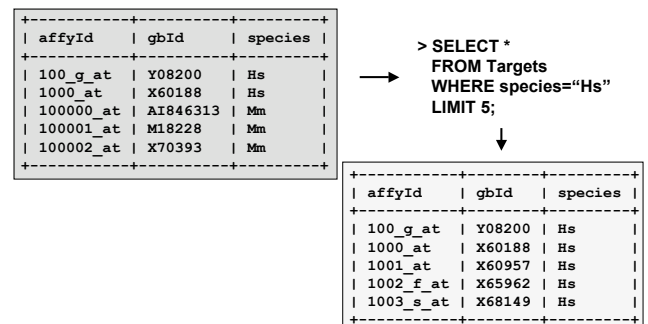 +-----------+----------+---------+
| affyId | gbId | species |
+-----------+----------+---------+
| 100_g_at | Y08200 | Hs |
| 1000_at | X60188 | Hs |
| 100000_at | AI846313 | Mm |
| 100001_at | M18228 | Mm |
| 100002_at | X70393 | Mm |
+-----------+----------+---------+
> SELECT *
FROM Targets
WHERE species=“Hs”
LIMIT 5;
+-----------+--------+---------+
| affyId | gbId | species |
+-----------+--------+---------+
| 100_g_at | Y08200 | Hs |
| 1000_at | X60188 | Hs |
| 1001_at | X60957 | Hs |
| 1002_f_at | X65962 | Hs |
| 1003_s_at | X68149 | Hs |
+-----------+--------+---------+